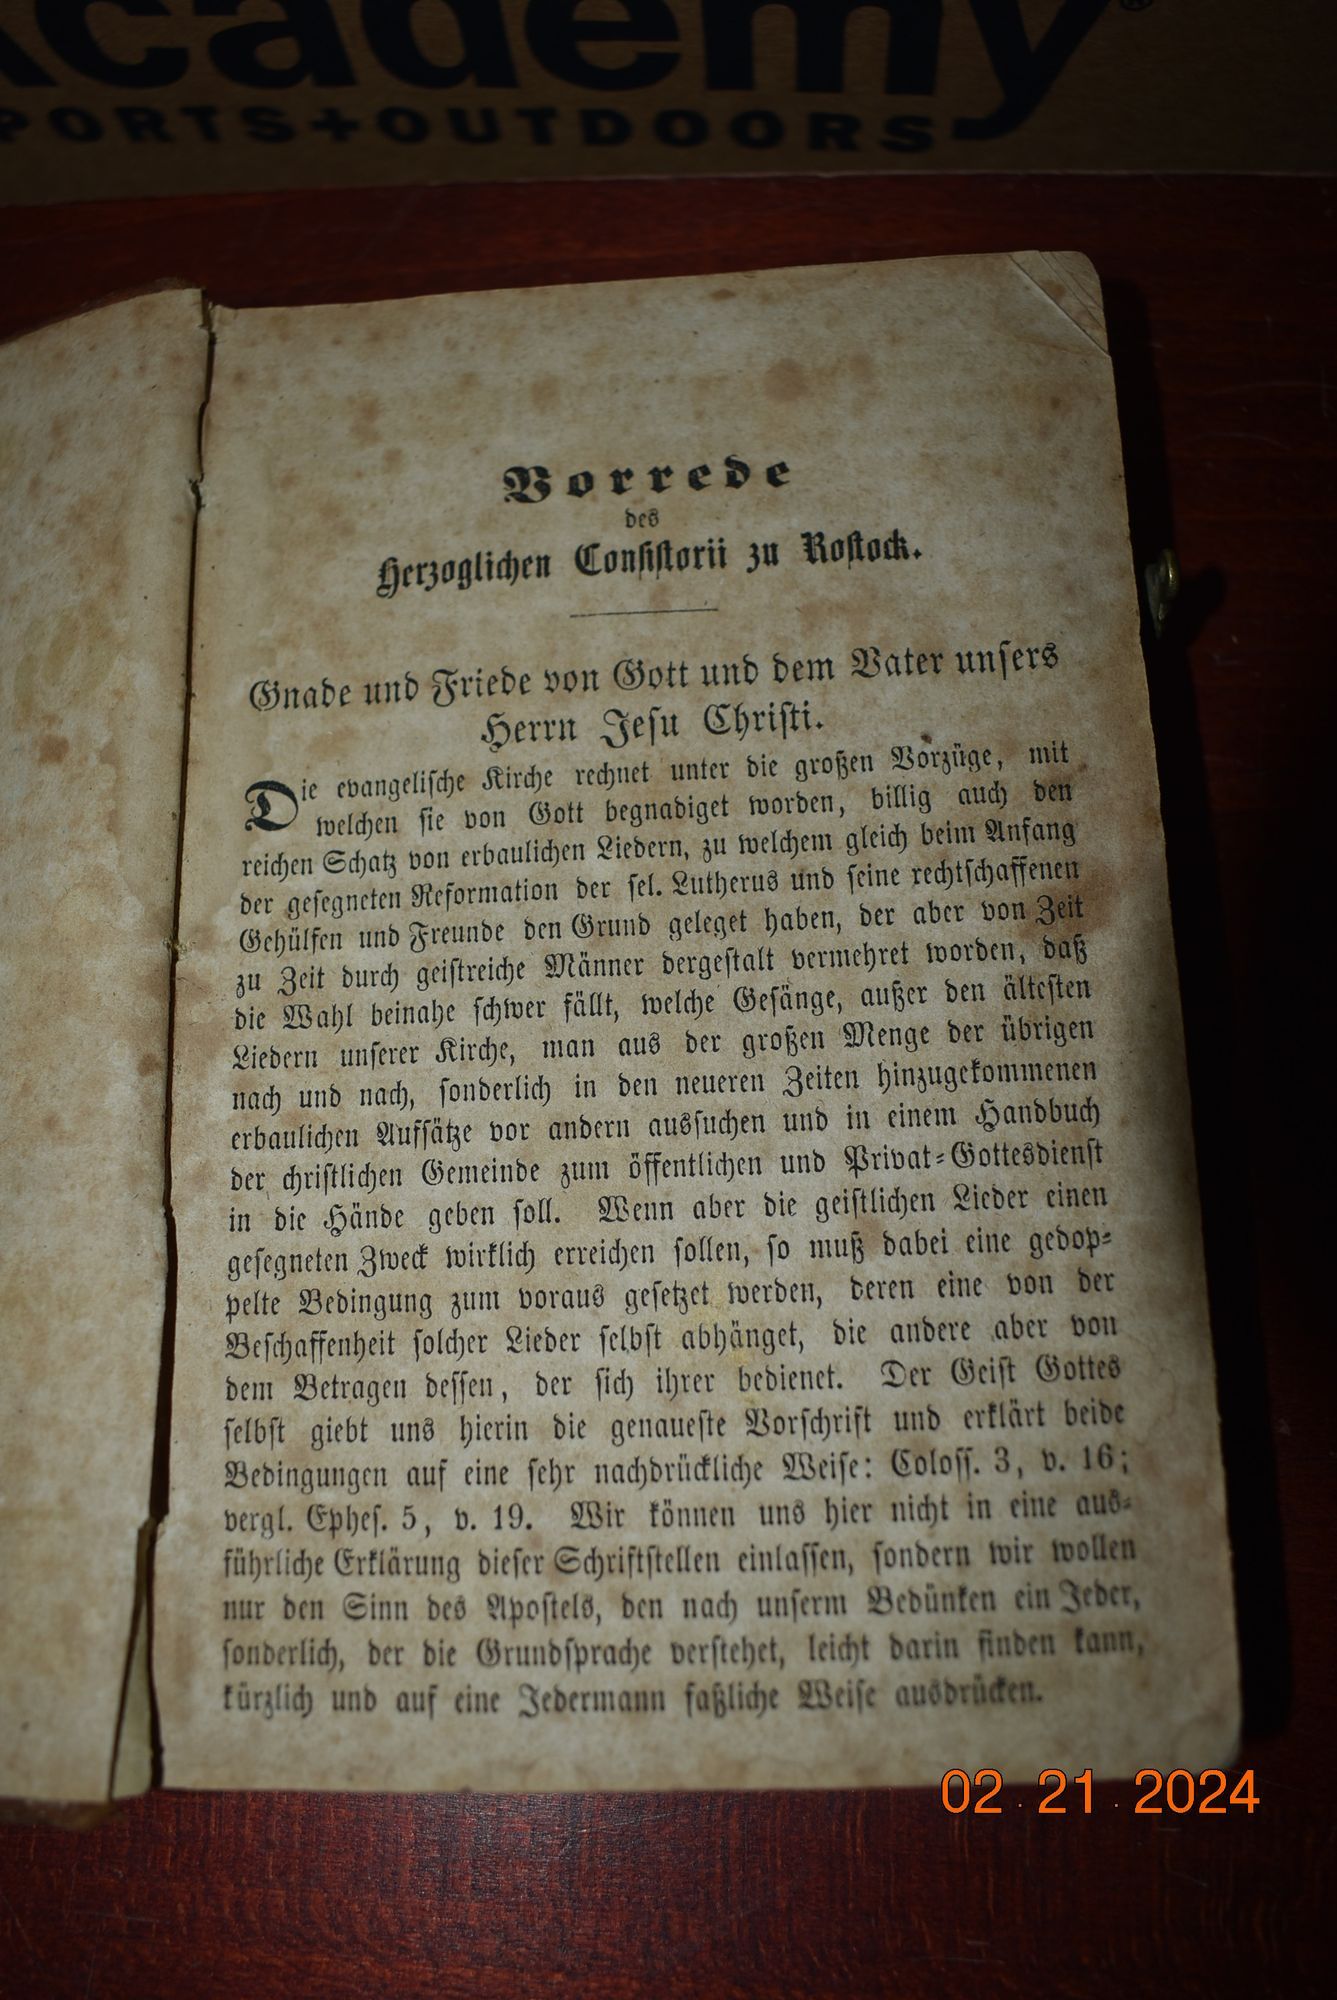 Academy®
PORTS+OUTDOORS
Vorrede
des
Herzoglichen Consistorii zu Rostock.
Gnade und Friede von Gott und dem Vater unsers
Herrn Jesu Christi.
Die evangelische Kirche rechnet unter die großen Vorzüge, mit
welchen sie von Gott begnadiget worden, billig auch den
reichen Schatz von erbaulichen Liedern, zu welchem gleich beim Anfang
der gesegneten Reformation der sel. Lutherus und seine rechtschaffenen
Gehülfen und Freunde den Grund geleget haben, der aber von Zeit
zu Zeit durch geistreiche Männer dergestalt vermehret worden, daß
die Wahl beinahe schwer fällt, welche Gesänge, außer den ältesten
Liedern unserer Kirche, man aus der großen Menge der übrigen
nach und nach, sonderlich in den neueren Zeiten hinzugekommenen
erbaulichen Aufsätze vor andern aussuchen und in einem Handbuch
der christlichen Gemeinde zum öffentlichen und Privat-Gottesdienst
in die Hände geben soll. Wenn aber die geistlichen Lieder einen
gesegneten Zweck wirklich erreichen sollen, so muß dabei eine gedop-
pelte Bedingung zum voraus gesetzet werden, deren eine von der
Beschaffenheit solcher Lieder selbst abhänget, die andere aber von
dem Betragen dessen, der sich ihrer bedienet. Der Geist Gottes
selbst giebt uns hierin die genaueste Vorschrift und erklärt beide
Bedingungen auf eine sehr nachdrückliche Weise: Coloss. 3, v. 16;
vergl. Ephes. 5, v. 19. Wir können uns hier nicht in eine aus-
führliche Erklärung dieser Schriftstellen einlassen, sondern wir wollen
nur den Sinn des Apostels, den nach unserm Bedünken ein Jeder,
sonderlich, der die Grundsprache verstehet, leicht darin finden kann,
kürzlich und auf eine Jedermann faßliche Weise ausdrücken.
02.21.2024